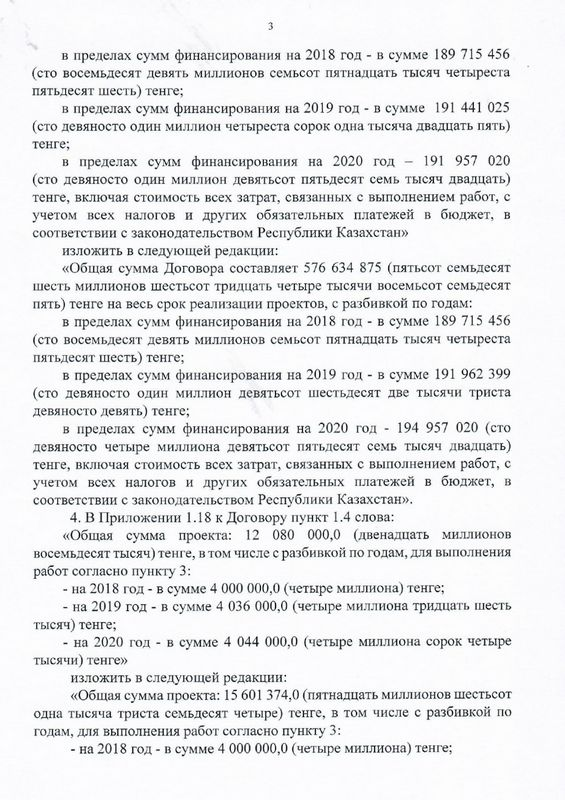 3
в пределах сумм финансирования на 2018 год - в сумме 189 715 456
(сто восемьдесят девять миллионов семьсот пятнадцать тысяч четыреста
пятьдесят шесть) тенге;
в пределах сумм финансирования на 2019 год - в сумме 191 441 025
(сто девяносто один миллион четыреста сорок одна тысяча двадцать пять)
тенге;
в пределах сумм финансирования на 2020 год – 191 957 020
(сто девяносто один миллион девятьсот пятьдесят семь тысяч двадцать)
тенге, включая стоимость всех затрат, связанных с выполнением работ, с
учетом всех налогов и других обязательных платежей в бюджет, в
соответствии с законодательством Республики Казахстан»
изложить в следующей редакции:
«Общая сумма Договора составляет 576 634 875 (пятьсот семьдесят
шесть миллионов шестьсот тридцать четыре тысячи восемьсот семьдесят
пять) тенге на весь срок реализации проектов, с разбивкой по годам:
в пределах сумм финансирования на 2018 год - в сумме 189 715 456
(сто восемьдесят девять миллионов семьсот пятнадцать тысяч четыреста
пятьдесят шесть) тенге;
в пределах сумм финансирования на 2019 год - в сумме 191 962 399
(сто девяносто один миллион девятьсот шестьдесят две тысячи триста
девяносто девять) тенге;
в пределах сумм финансирования на 2020 год - 194 957 020 (сто
девяносто четыре миллиона девятьсот пятьдесят семь тысяч двадцать)
тенге, включая стоимость всех затрат, связанных с выполнением работ, с
учетом всех налогов и других обязательных платежей в бюджет, в
соответствии с законодательством Республики Казахстан».
4. В Приложении 1.18 к Договору пункт 1.4 слова:
«Общая сумма проекта: 12 080 000,0 (двенадцать миллионов
восемьдесят тысяч) тенге, в том числе с разбивкой по годам, для выполнения
работ согласно пункту 3:
- на 2018 год - в сумме 4 000 000,0 (четыре миллиона) тенге;
- на 2019 год - в сумме 4 036 000,0 (четыре миллиона тридцать шесть
тысяч) тенге;
- на 2020 год - в сумме 4 044 000,0 (четыре миллиона сорок четыре
тысячи) тенге»
изложить в следующей редакции:
«Общая сумма проекта: 15 601 374,0 (пятнадцать миллионов шестьсот
одна тысяча триста семьдесят четыре) тенге, в том числе с разбивкой по
годам, для выполнения работ согласно пункту 3:
- на 2018 год - в сумме 4 000 000,0 (четыре миллиона) тенге;